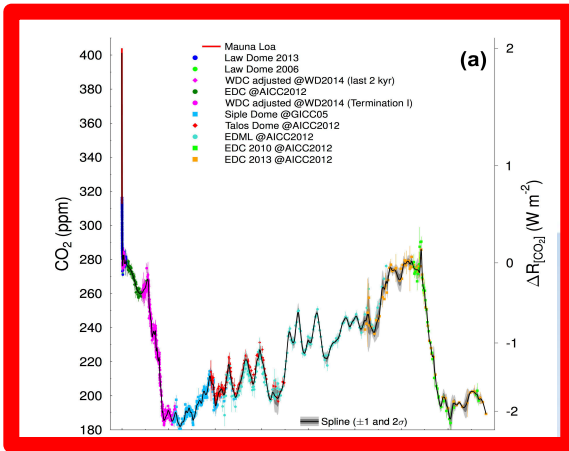 (a)
Mauna Loa
Law Dome 2013
Law Dome 2006
WDC adjusted @WD2014 (last 2 kyr)
EDC @AICC2012
WDC adjusted @WD2014 (Termination I)
Siple Dome @GICC05
Talos Dome @AICC2012
EDML @AICC2012
EDC 2010 @AICC2012
EDC 2013 @AICC2012
CO₂ (ppm)
400
380
360
340
320
300
280
260
240
220
200
180
ΔR[CO₂] (W m⁻²)
2
1
0
-1
-2
Spline (±1 and 2σ)